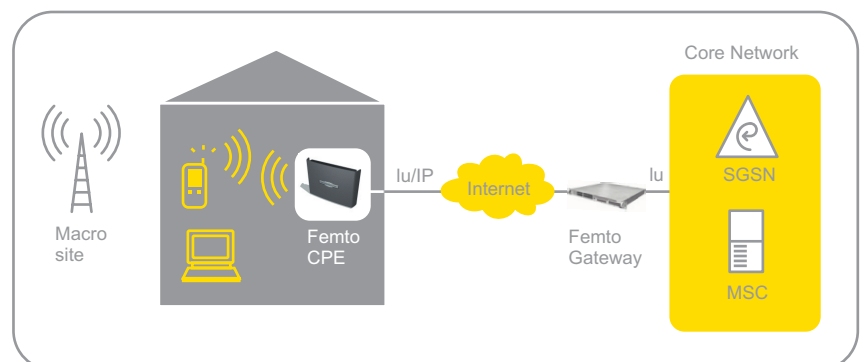 Core Network
Iu/IP
Internet
Iu
SGSN
Macro
site
Femto
CPE
Femto
Gateway
MSC